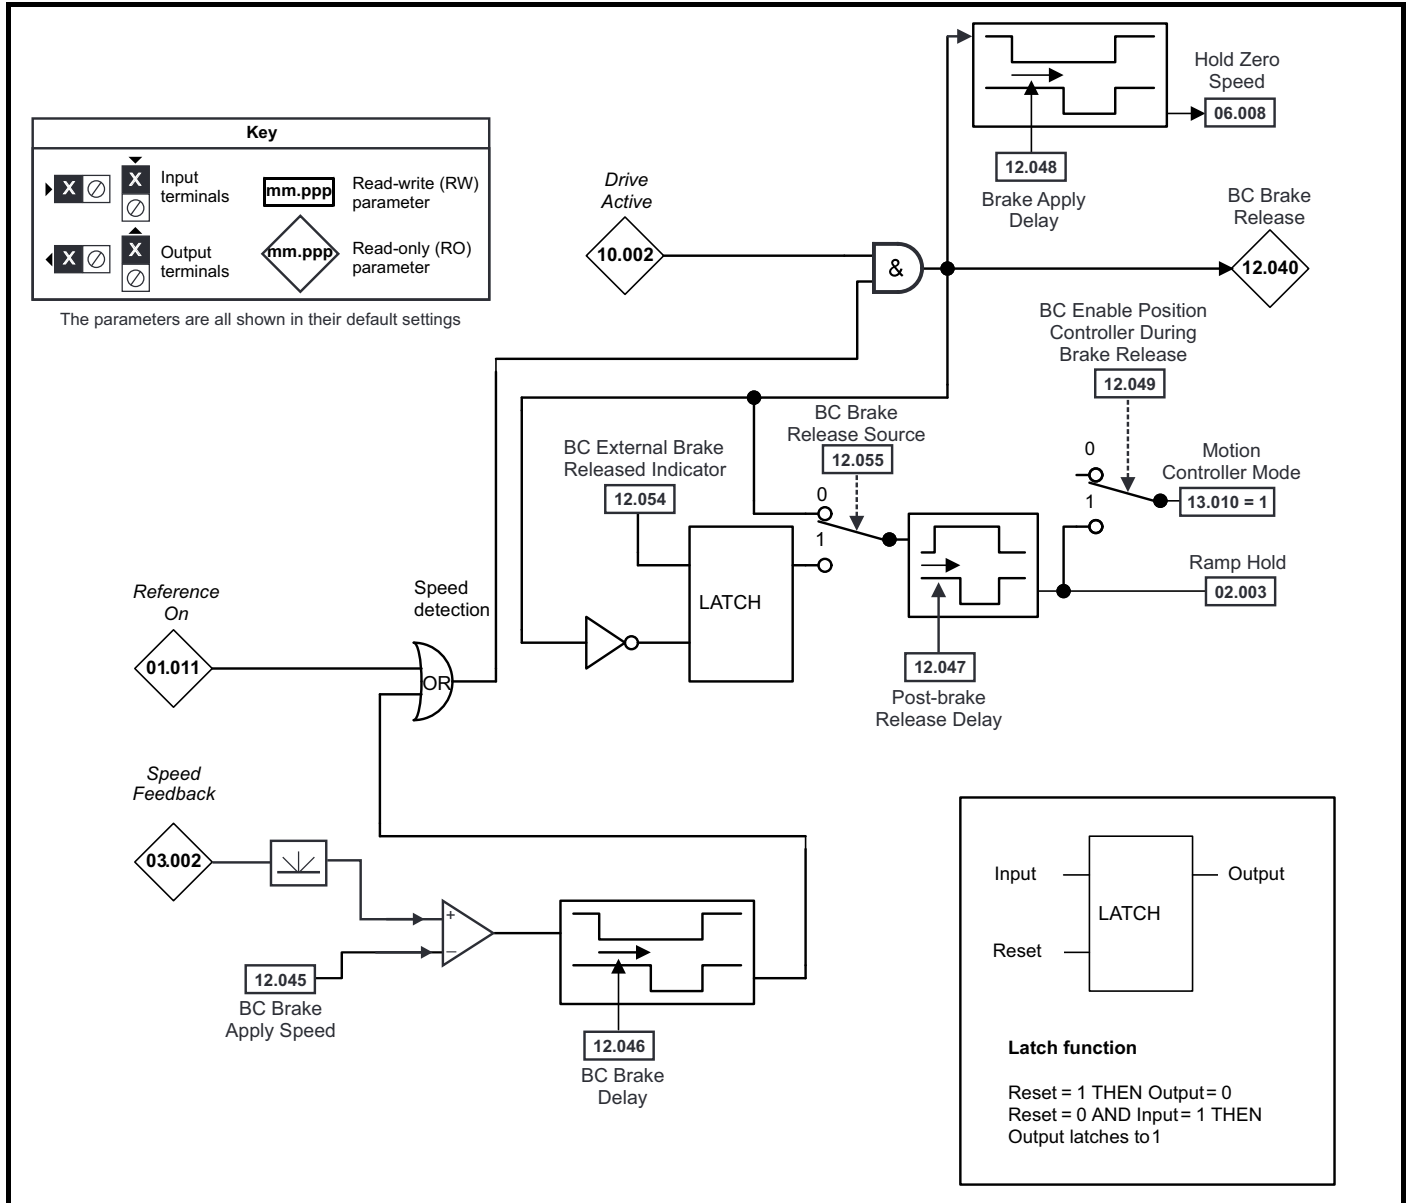 Key
X
X
Input
terminals
mm.ppp
Read-write (RW)
parameter
X
X
Output
terminals
mm.ppp
Read-only (RO)
parameter
The parameters are all shown in their default settings
Hold Zero
Speed
06.008
12.048
Brake Apply
Delay
Drive
Active
10.002
&
BC Brake
Release
12.040
BC Enable Position
Controller During
Brake Release
12.049
BC Brake
Release Source
12.055
BC External Brake
Released Indicator
12.054
0
1
0
1
Motion
Controller Mode
13.010 = 1
LATCH
Ramp Hold
02.003
12.047
Post-brake
Release Delay
Reference
On
01.011
Speed
detection
OR
Speed
Feedback
03.002
+
−
12.045
BC Brake
Apply Speed
12.046
BC Brake
Delay
Input
Output
LATCH
Reset
Latch function
Reset = 1 THEN Output = 0
Reset = 0 AND Input = 1 THEN
Output latches to 1